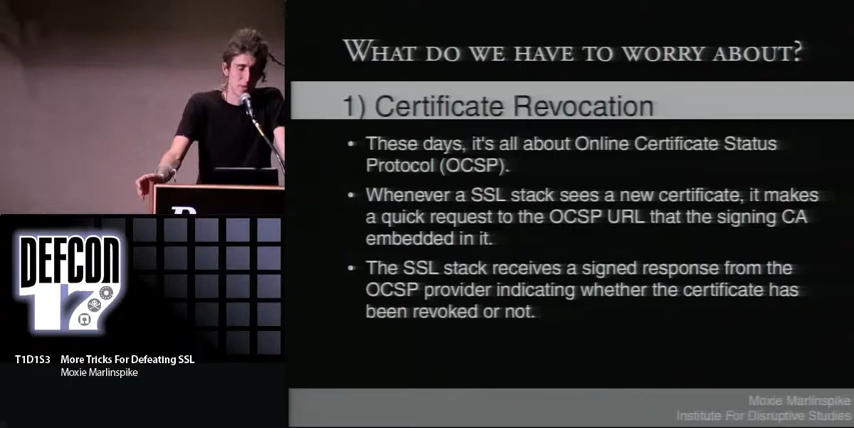 WHAT DO WE HAVE TO WORRY ABOUT?
1) Certificate Revocation
• These days, it's all about Online Certificate Status
Protocol (OCSP).
• Whenever a SSL stack sees a new certificate, it makes
a quick request to the OCSP URL that the signing CA
embedded in it.
• The SSL stack receives a signed response from the
OCSP provider indicating whether the certificate has
been revoked or not.
Moxie Marlinspike
Institute For Disruptive Studies
DEFCON
17
T1D1S3 More Tricks For Defeating SSL
Moxie Marlinspike